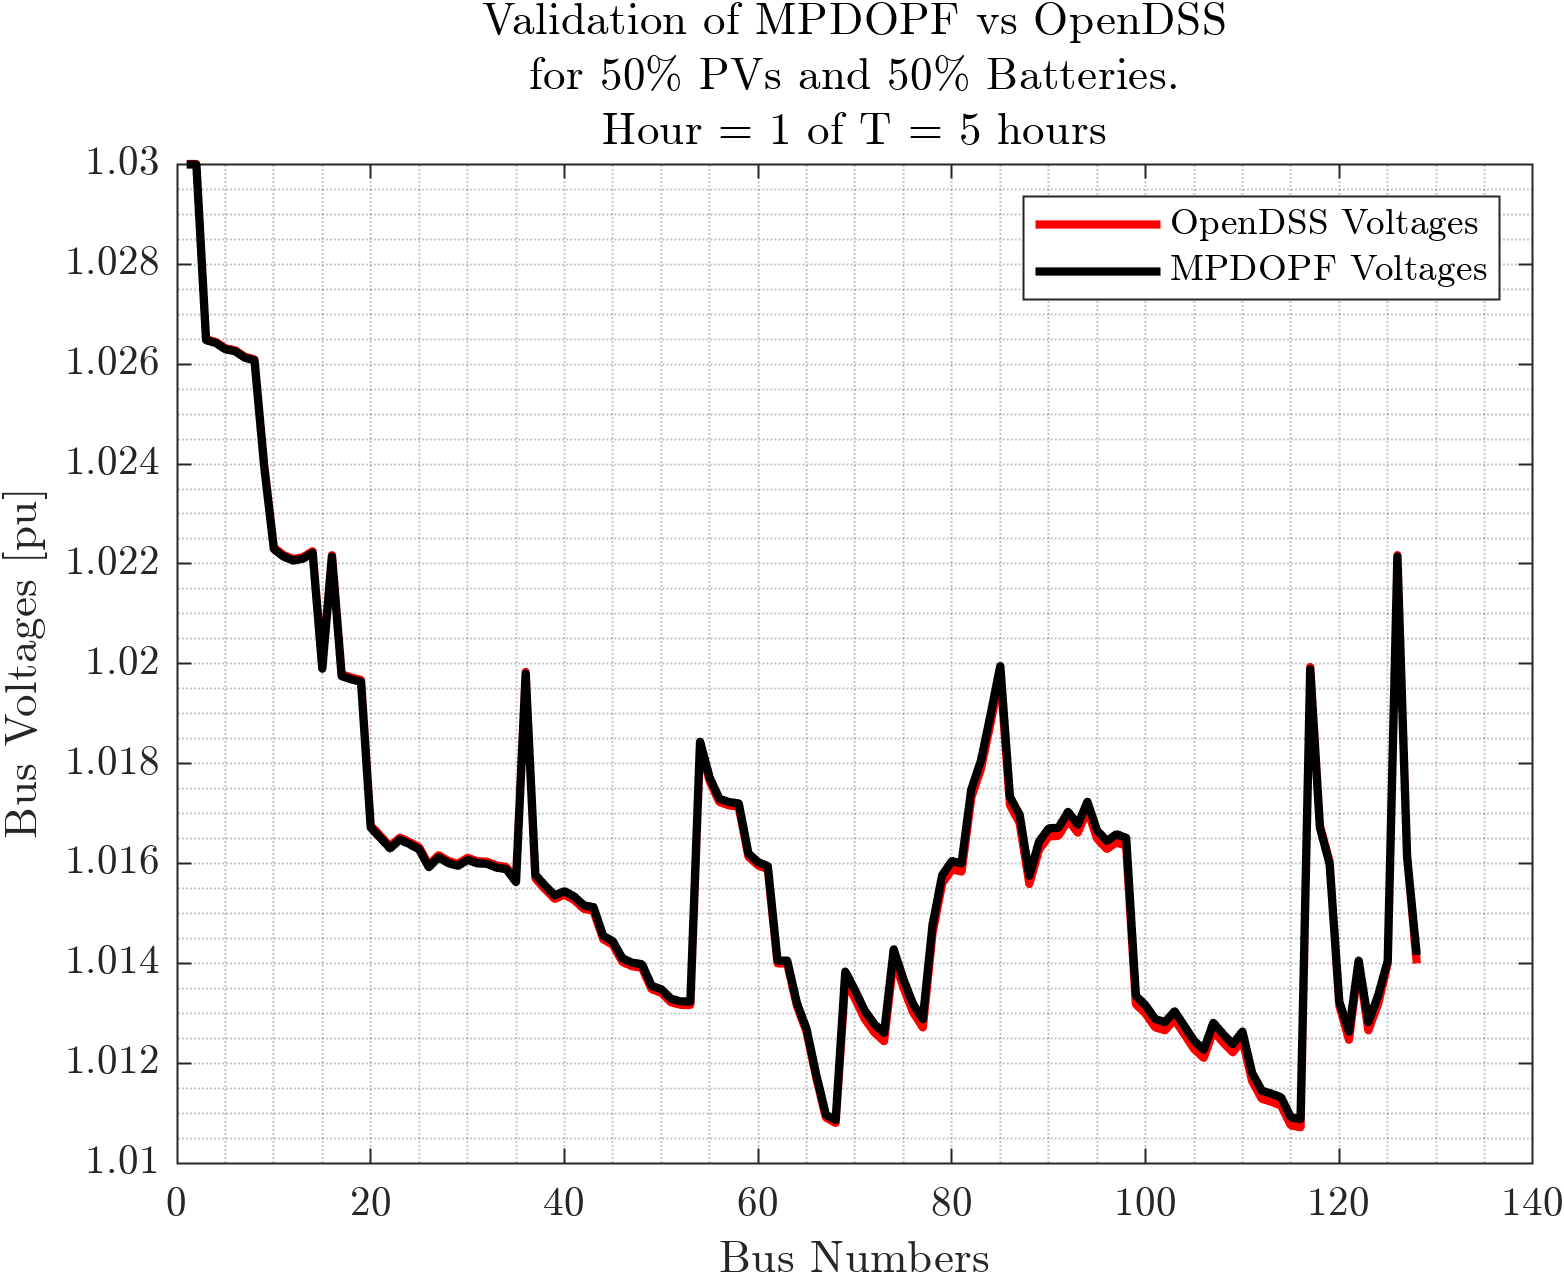 Validation of MPDOPF vs OpenDSS
for 50% PVs and 50% Batteries.
Hour = 1 of T = 5 hours
OpenDSS Voltages
MPDOPF Voltages
Bus Voltages [pu]
1.03
1.028
1.026
1.024
1.022
1.02
1.018
1.016
1.014
1.012
1.01
0 20 40 60 80 100 120 140
Bus Numbers